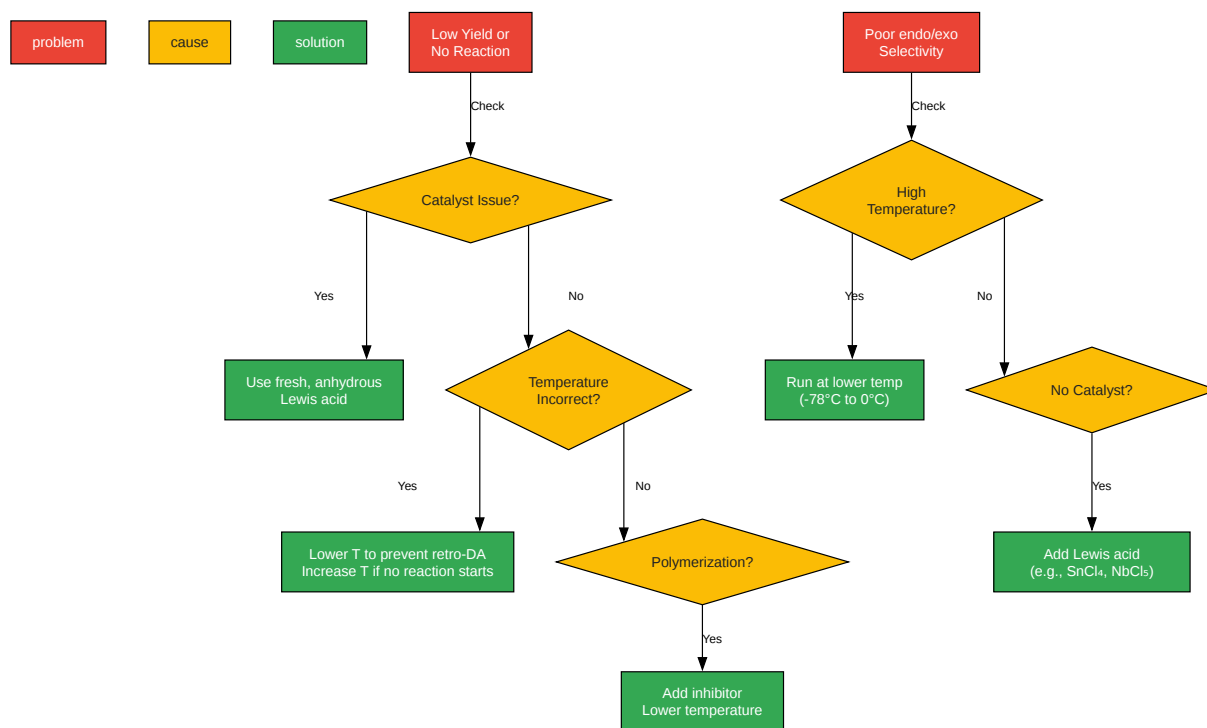 problem
cause
solution
Low Yield or
No Reaction
Poor endo/exo
Selectivity
Check
Check
Catalyst Issue?
High
Temperature?
Yes
No
Yes
No
Use fresh, anhydrous
Lewis acid
Temperature
Incorrect?
Run at lower temp
(-78°C to 0°C)
No Catalyst?
Yes
No
Yes
Lower T to prevent retro-DA
Increase T if no reaction starts
Polymerization?
Add Lewis acid
(e.g., SnCl₄, NbCl₅)
Yes
Add inhibitor
Lower temperature